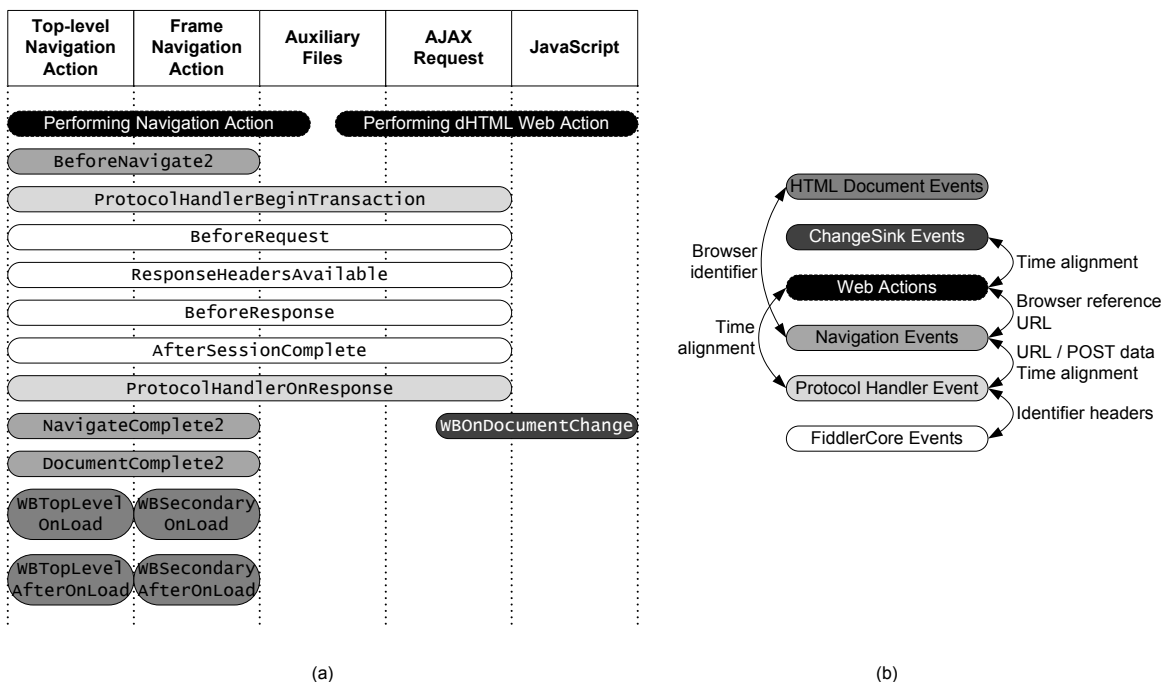 Top-level
Navigation
Action
Frame
Navigation
Action
Auxiliary
Files
AJAX
Request
JavaScript
Performing Navigation Action
Performing dHTML Web Action
BeforeNavigate2
ProtocolHandlerBeginTransaction
BeforeRequest
ResponseHeadersAvailable
BeforeResponse
AfterSessionComplete
ProtocolHandlerOnResponse
NavigateComplete2
WBOnDocumentChange
DocumentComplete2
WBTopLevel
OnLoad
WBSecondary
OnLoad
WBTopLevel
AfterOnLoad
WBSecondary
AfterOnLoad
(a)
HTML Document Events
ChangeSink Events
Web Actions
Navigation Events
Protocol Handler Event
FiddlerCore Events
Browser
identifier
Time
alignment
Time alignment
Browser reference
URL
URL / POST data
Time alignment
Identifier headers
(b)